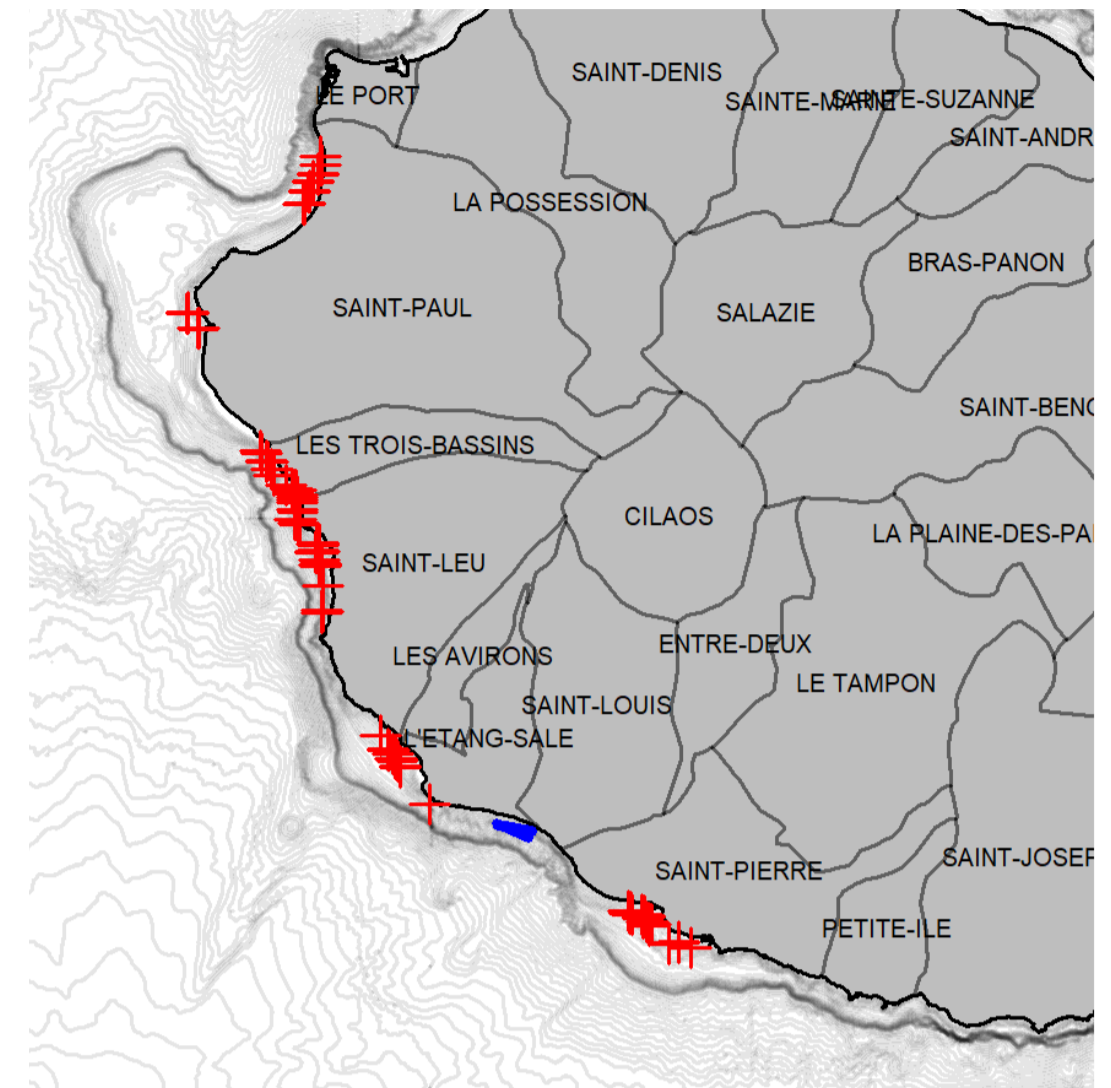 SAINT-DENIS
LE PORT
SAINTE-MARIE
SAINTE-SUZANNE
SAINT-ANDR
LA POSSESSION
BRAS-PANON
SAINT-PAUL
SALAZIE
SAINT-BENO
LES TROIS-BASSINS
CILAOS
LA PLAINE-DES-PA
SAINT-LEU
ENTRE-DEUX
LES AVIRONS
LE TAMPON
SAINT-LOUIS
L'ETANG-SALE
SAINT-JOSEP
SAINT-PIERRE
PETITE-ILE